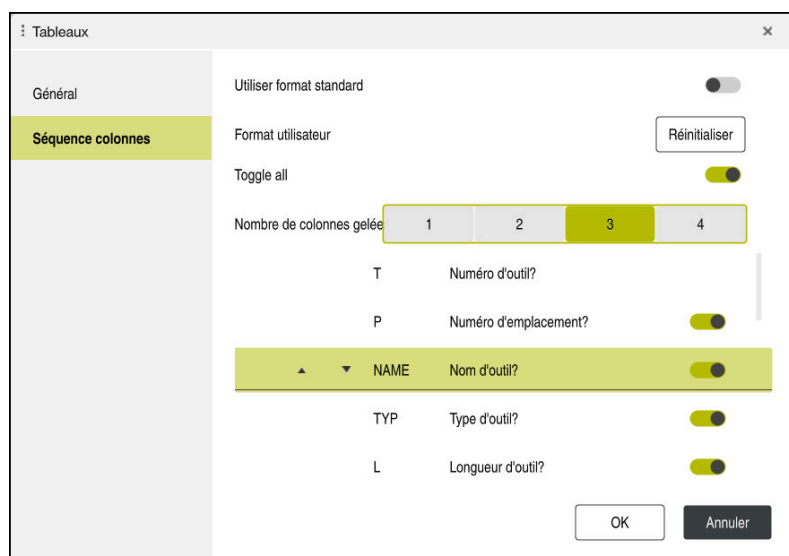 Tableaux
Général
Séquence colonnes
Utiliser format standard
Format utilisateur Réinitialiser
Toggle all
Nombre de colonnes gelée 1 2 3 4
T Numéro d'outil?
P Numéro d'emplacement?
NAME Nom d'outil?
TYP Type d'outil?
L Longueur d'outil?
OK Annuler